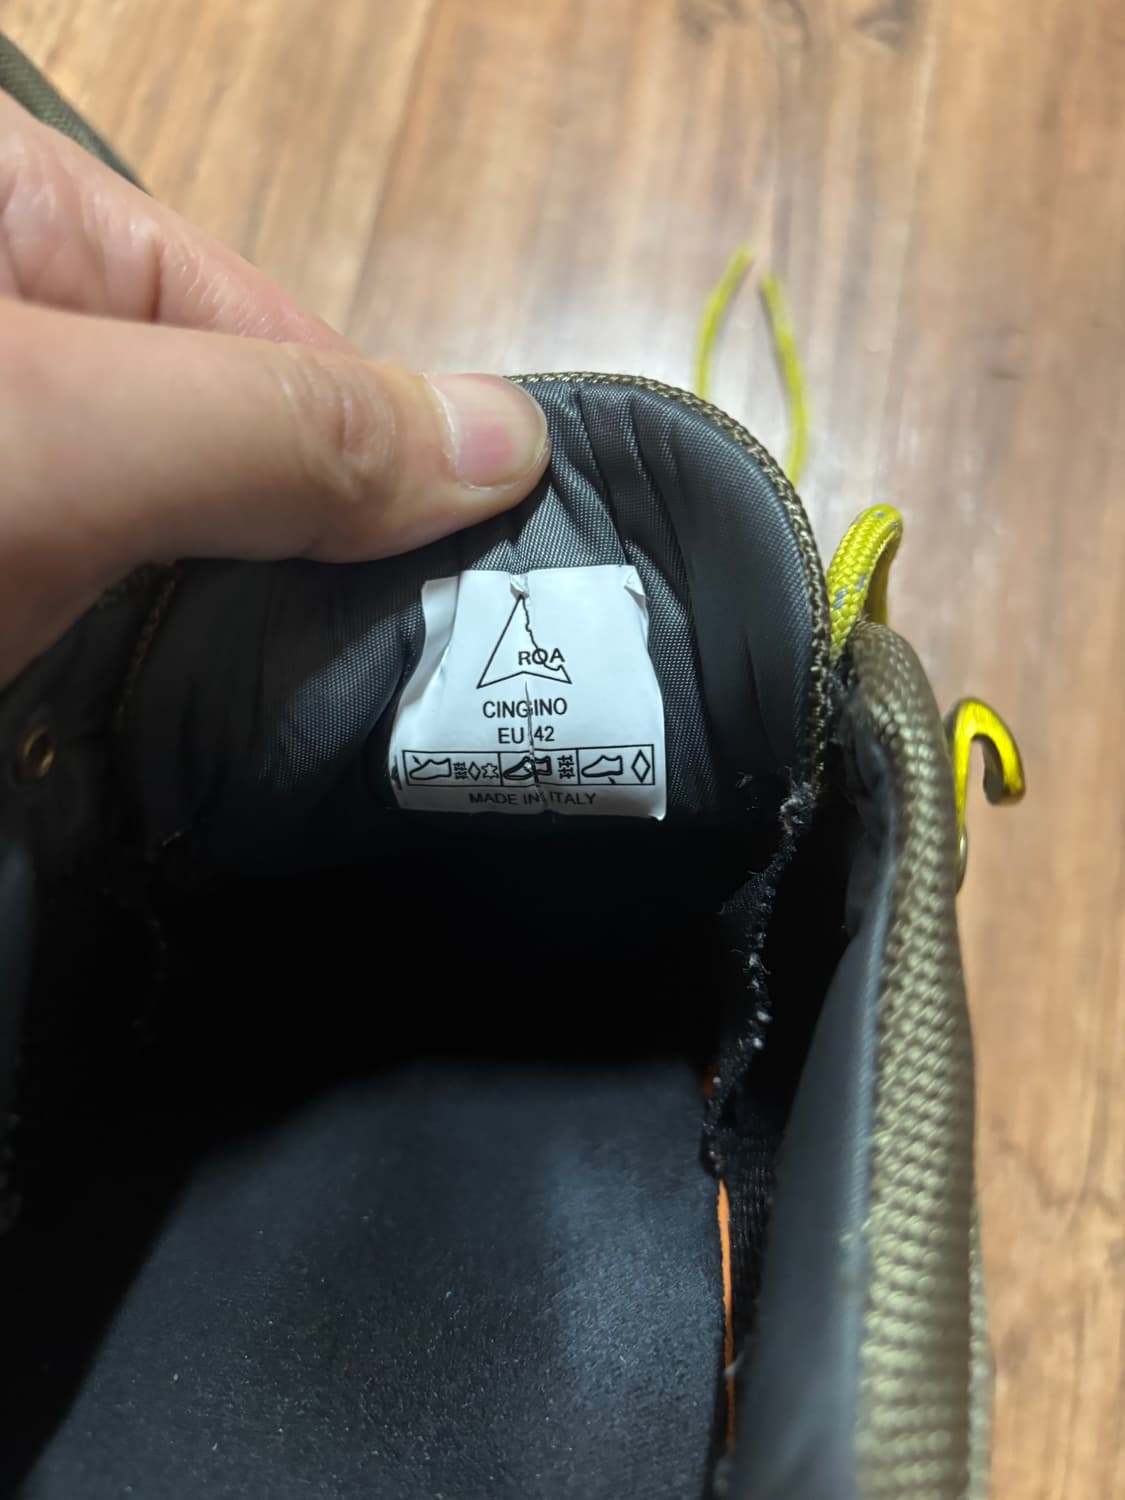 ROA
CINGINO
EU 42
MADE IN ITALY